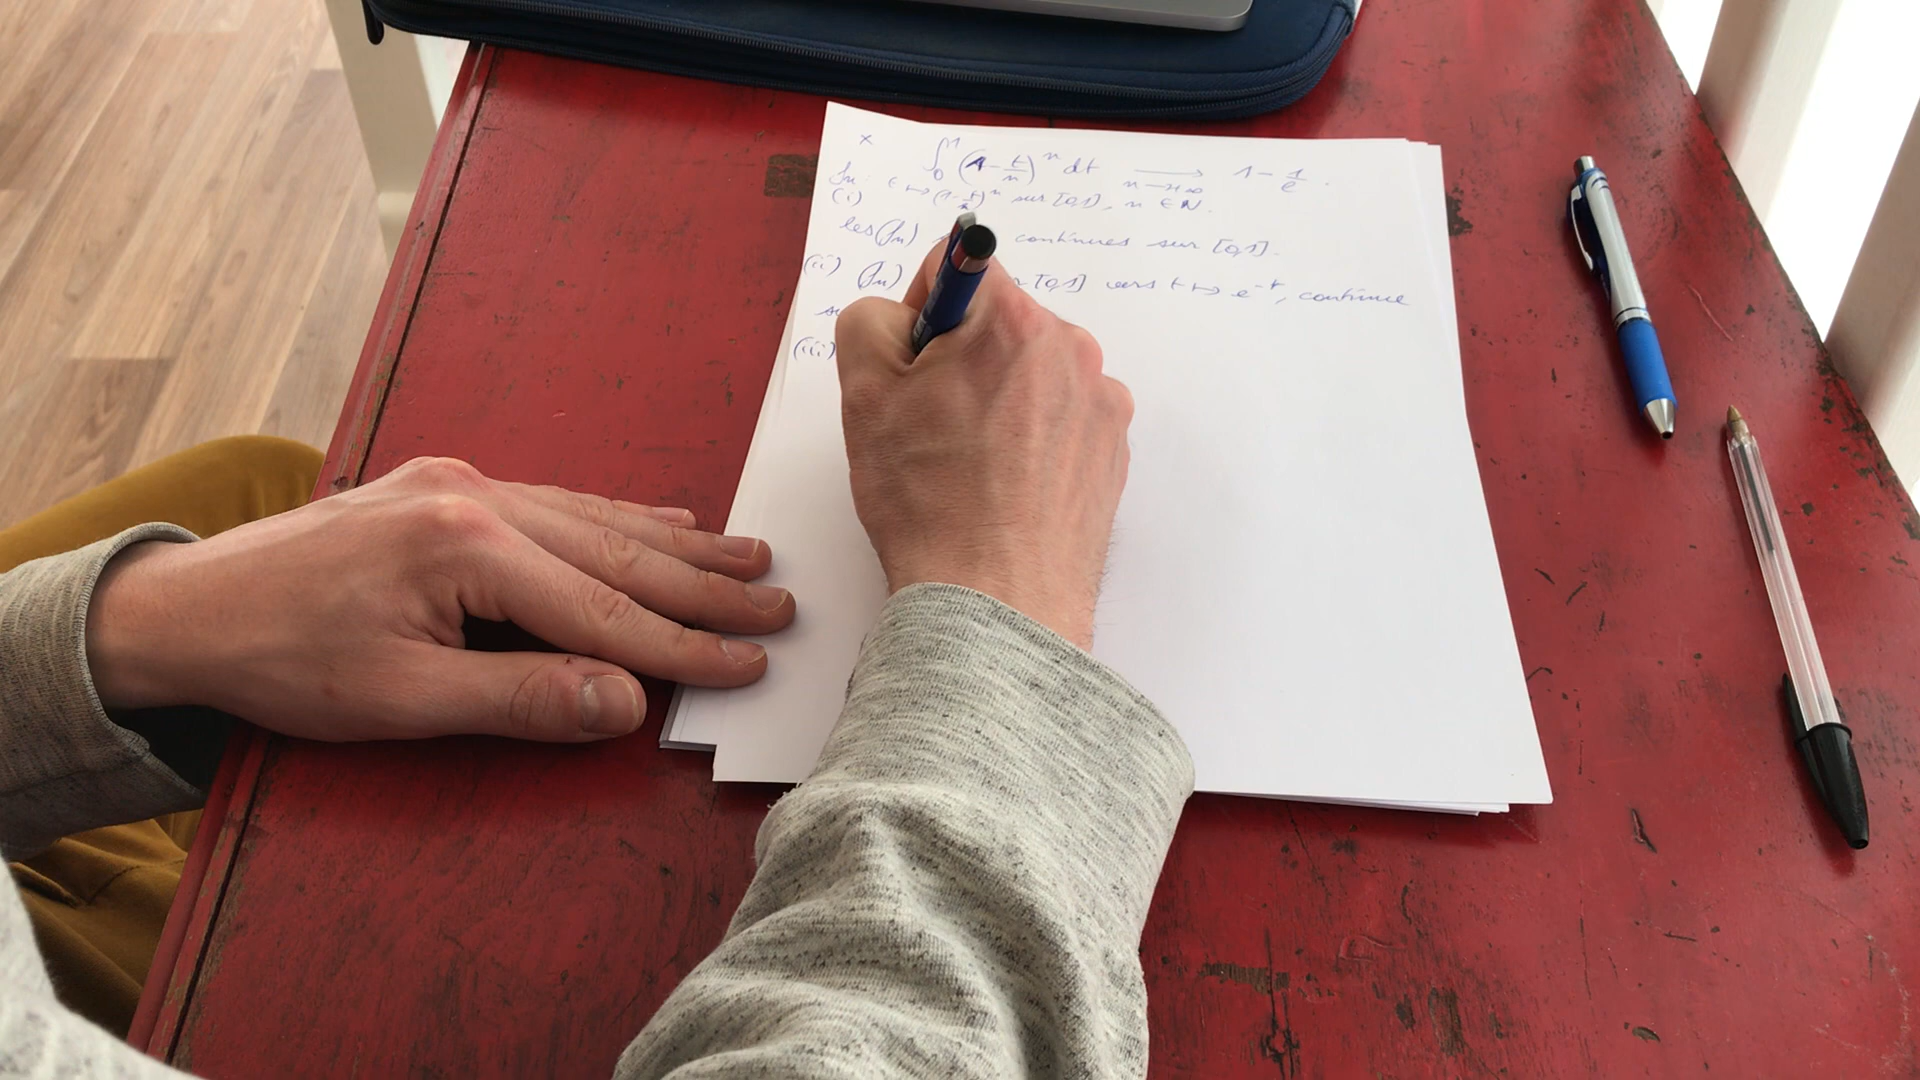 × ∫₀¹ (1 - t/n)ⁿ dt ⟶ 1 - 1/e .
n→+∞
fn : t ↦ (1 - t/n)ⁿ sur [0,1], n ∈ N.
(i)
les (fn) continues sur [0,1].
(ii) (fn) [0,1] vers t ↦ e⁻ᵗ, continue
(iii)